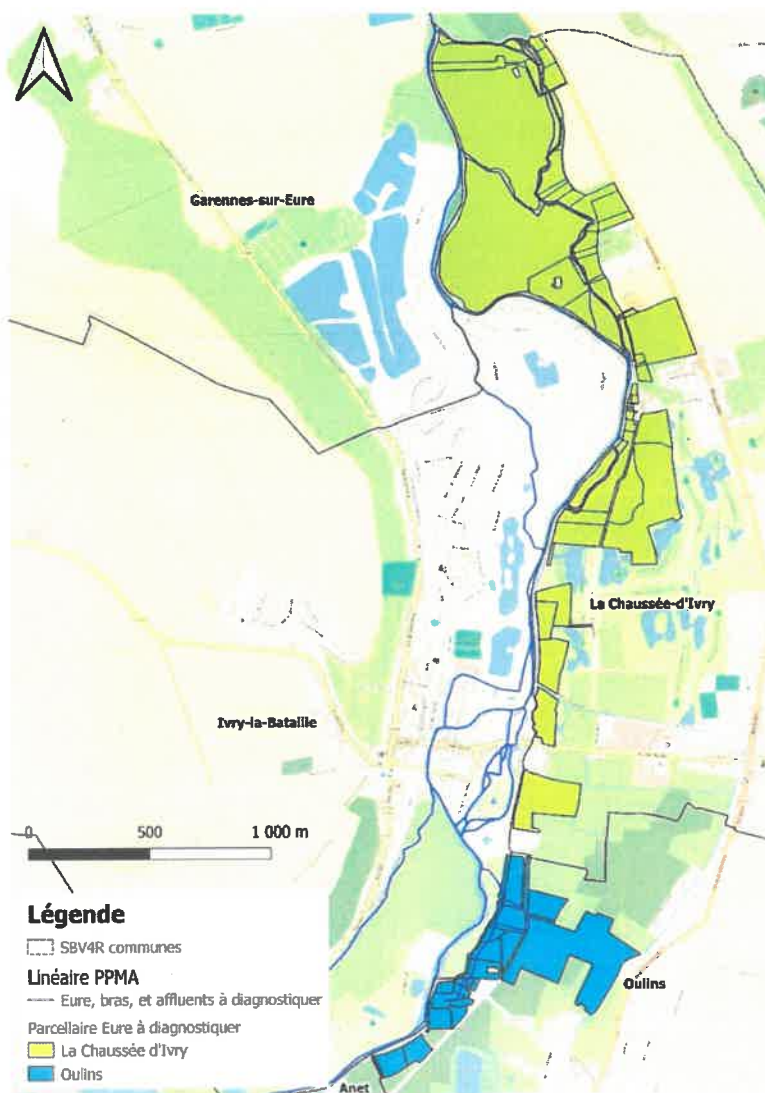 Garennes-sur-Eure
La Chaussée-d'Ivry
Ivry-la-Bataille
0 500 1 000 m
Légende
SBV4R communes
Linéaire PPMA
Eure, bras, et affluents à diagnostiquer
Parcellaire Eure à diagnostiquer
La Chaussée d'Ivry
Oulins
Oulins
Anet